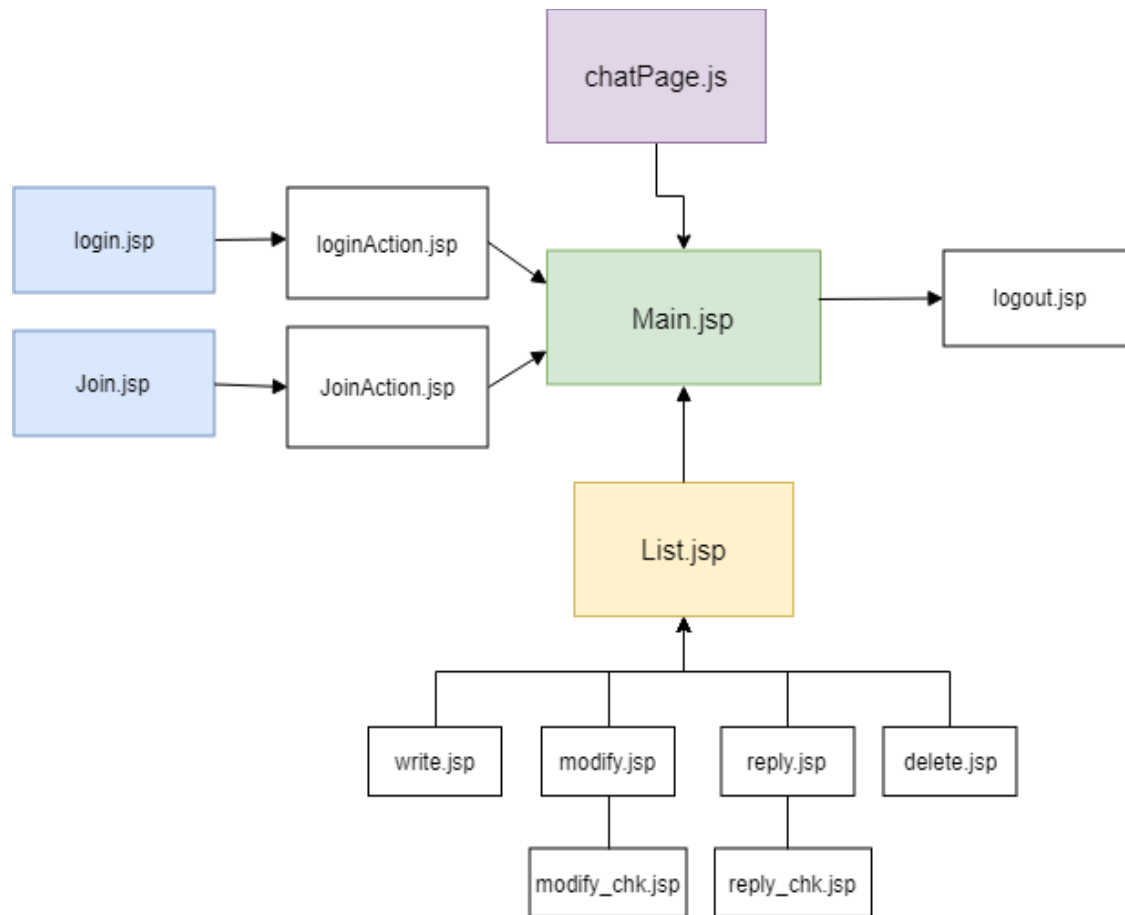 chatPage.js
login.jsp
loginAction.jsp
Main.jsp
logout.jsp
Join.jsp
JoinAction.jsp
List.jsp
write.jsp
modify.jsp
reply.jsp
delete.jsp
modify_chk.jsp
reply_chk.jsp